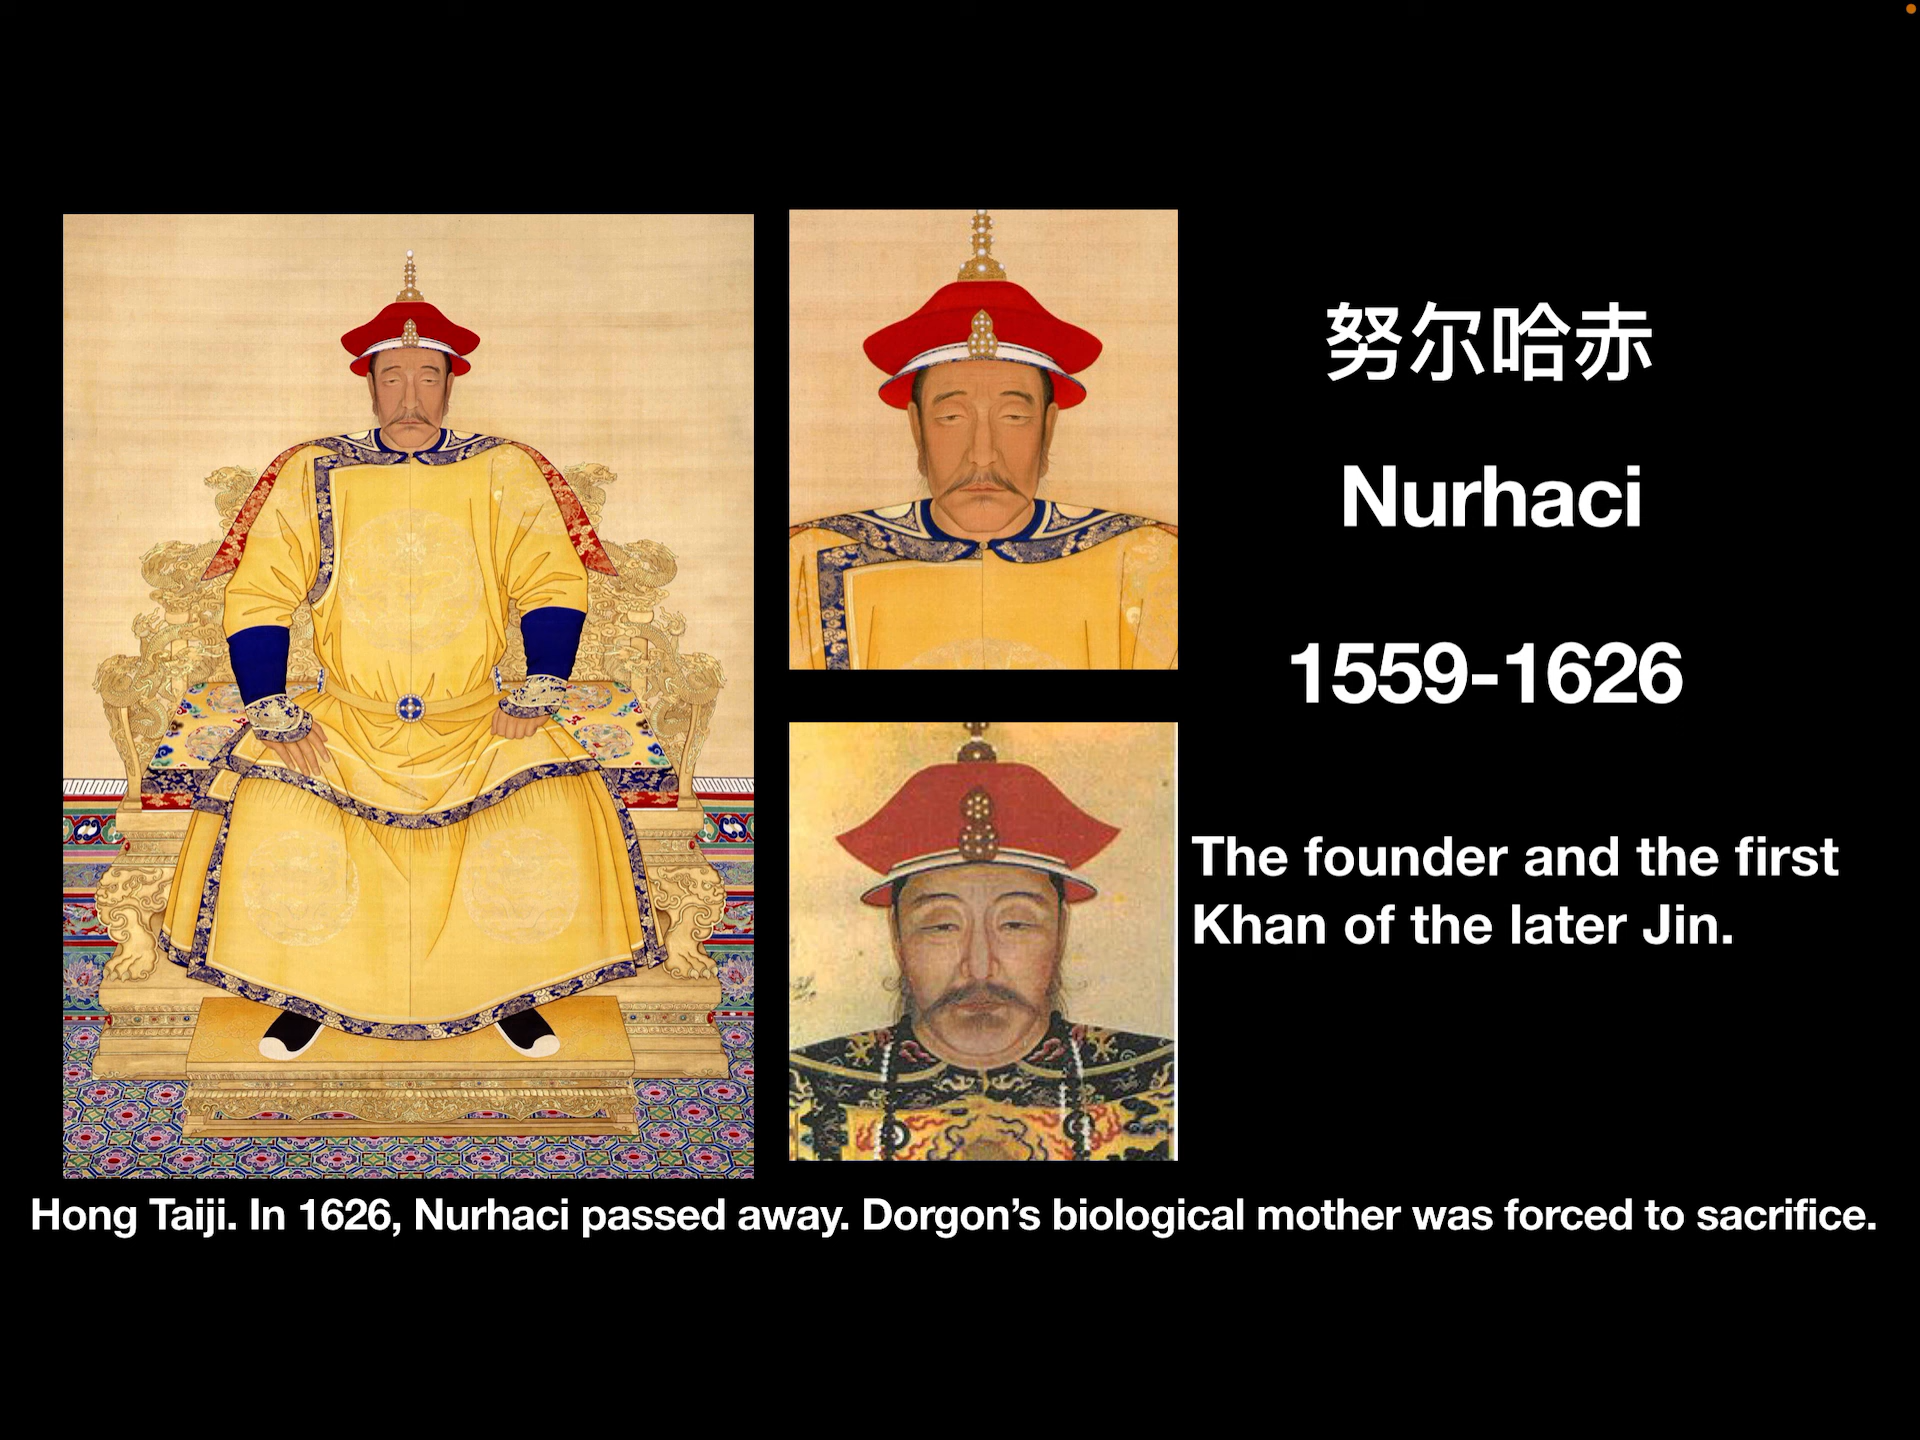 努尔哈赤
Nurhaci
1559-1626
The founder and the first
Khan of the later Jin.
Hong Taiji. In 1626, Nurhaci passed away. Dorgon’s biological mother was forced to sacrifice.